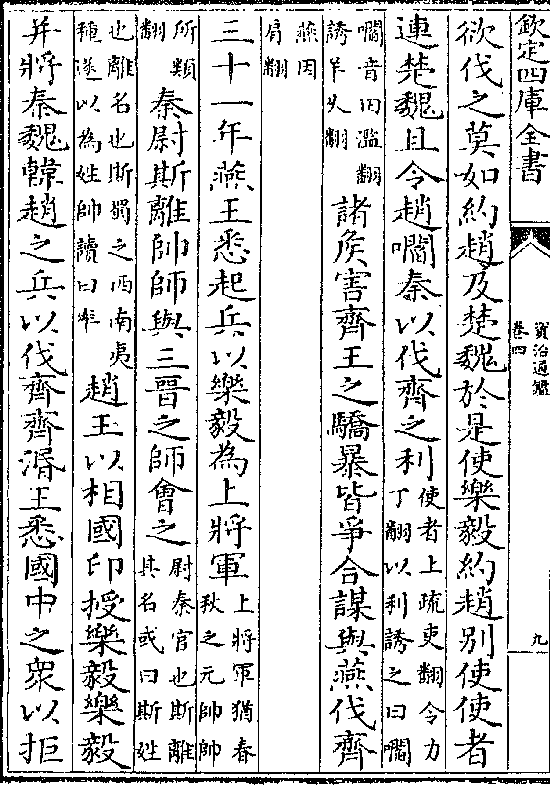 欽定四庫全書
資治通鑑
卷四
九
欲伐之莫如約趙及楚魏於是使樂毅約趙別使使者
連楚魏且令趙嚪秦以伐齊之利
使者上疏吏翻令力
丁翻以利誘之曰嚪
嚪音田濫翻
誘羊久翻
諸侯害齊王之驕暴皆爭合謀與燕伐齊
燕因
肩翻
三十一年燕王悉起兵以樂毅為上將軍
上將軍猶春
秋之元帥帥
所類
翻
秦尉斯離帥師與三晉之師會之
尉秦官也斯離
其名或曰斯姓
也離名也斯蜀之西南夷
種遂以為姓帥讀曰率
趙王以相國印授樂毅樂毅
并將秦魏韓趙之兵以伐齊齊湣王悉國中之眾以拒